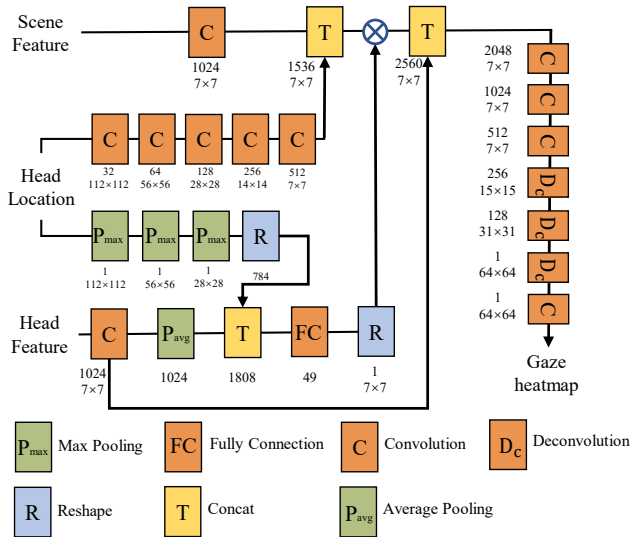 Scene
Feature
C
T
T
1024
7×7
1536
7×7
2560
7×7
2048
7×7
C
1024
7×7
C
512
7×7
C
256
15×15
Dc
128
31×31
Dc
1
64×64
Dc
1
64×64
C
Gaze
heatmap
Head
Location
C
C
C
C
C
32
112×112
64
56×56
128
28×28
256
14×14
512
7×7
Pmax
Pmax
Pmax
R
1
112×112
1
56×56
1
28×28
784
Head
Feature
C
Pavg
T
FC
R
1024
7×7
1024
1808
49
1
7×7
Pmax Max Pooling
FC Fully Connection
C Convolution
Dc Deconvolution
R Reshape
T Concat
Pavg Average Pooling